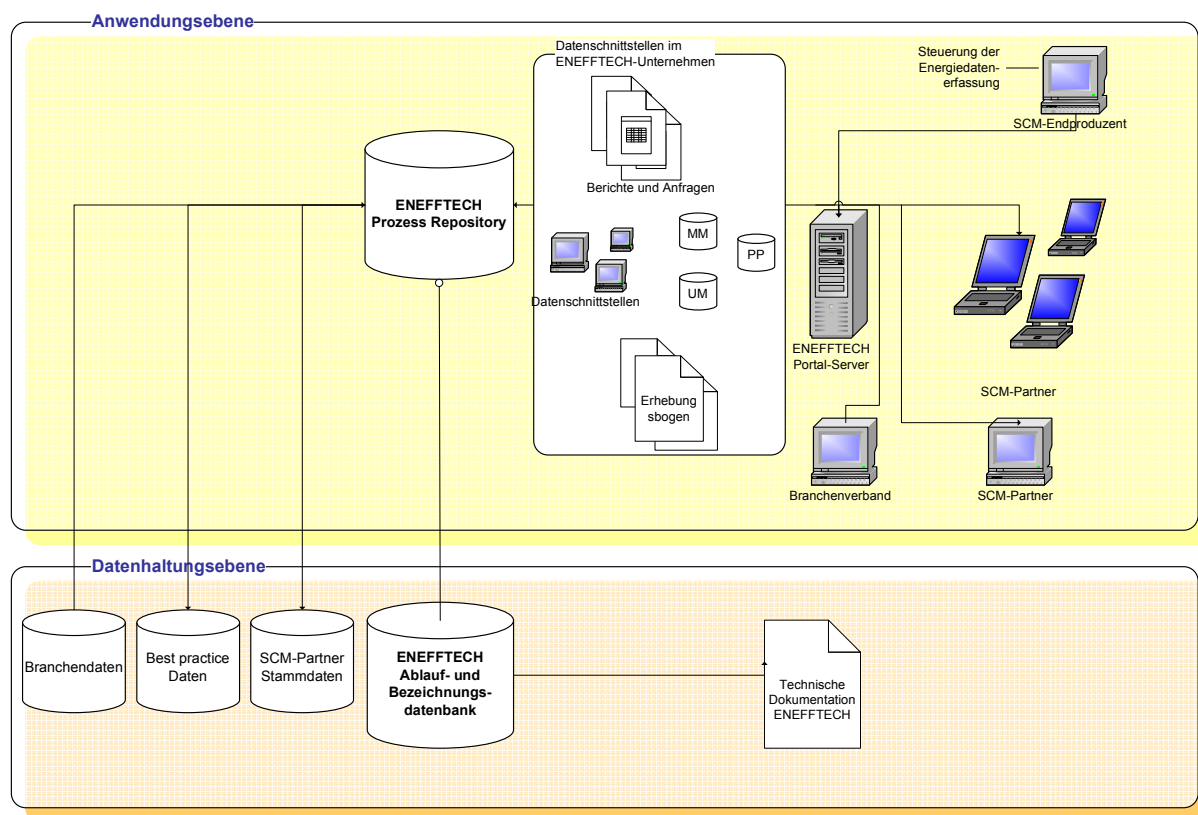 Anwendungsebene
Datenschnittstellen im
ENEFFTECH-Unternehmen
Steuerung der
Energiedaten-
erfassung
SCM-Endproduzent
Berichte und Anfragen
ENEFFTECH
Prozess Repository
MM
PP
UM
Datenschnittstellen
ENEFFTECH
Portal-Server
Erhebung
sbogen
SCM-Partner
Branchenverband
SCM-Partner
Datenhaltungsebene
Branchendaten
Best practice
Daten
SCM-Partner
Stammdaten
ENEFFTECH
Ablauf- und
Bezeichnungs-
datenbank
Technische
Dokumentation
ENEFFTECH